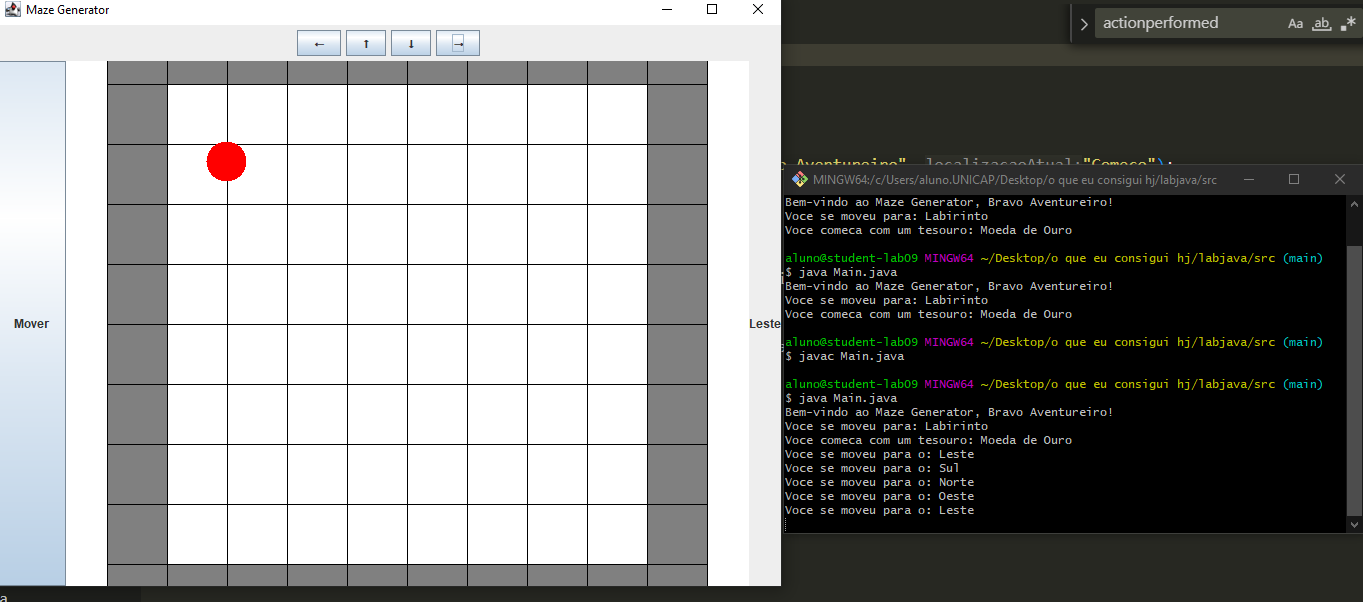 Maze Generator
← ↑ ↓ →
Mover
Leste
actionperformed
Aa ab .*
Aventureiro" localizacaoAtual:"Comeco");
MINGW64:/c/Users/aluno.UNICAP/Desktop/o que eu consigui hj/labjava/src
Bem-vindo ao Maze Generator, Bravo Aventureiro!
Voce se moveu para: Labirinto
Voce comeca com um tesouro: Moeda de Ouro
aluno@student-lab09 MINGW64 ~/Desktop/o que eu consigui hj/labjava/src (main)
$ java Main.java
Bem-vindo ao Maze Generator, Bravo Aventureiro!
Voce se moveu para: Labirinto
Voce comeca com um tesouro: Moeda de Ouro
aluno@student-lab09 MINGW64 ~/Desktop/o que eu consigui hj/labjava/src (main)
$ javac Main.java
aluno@student-lab09 MINGW64 ~/Desktop/o que eu consigui hj/labjava/src (main)
$ java Main.java
Bem-vindo ao Maze Generator, Bravo Aventureiro!
Voce se moveu para: Labirinto
Voce comeca com um tesouro: Moeda de Ouro
Voce se moveu para o: Leste
Voce se moveu para o: Sul
Voce se moveu para o: Norte
Voce se moveu para o: Oeste
Voce se moveu para o: Leste